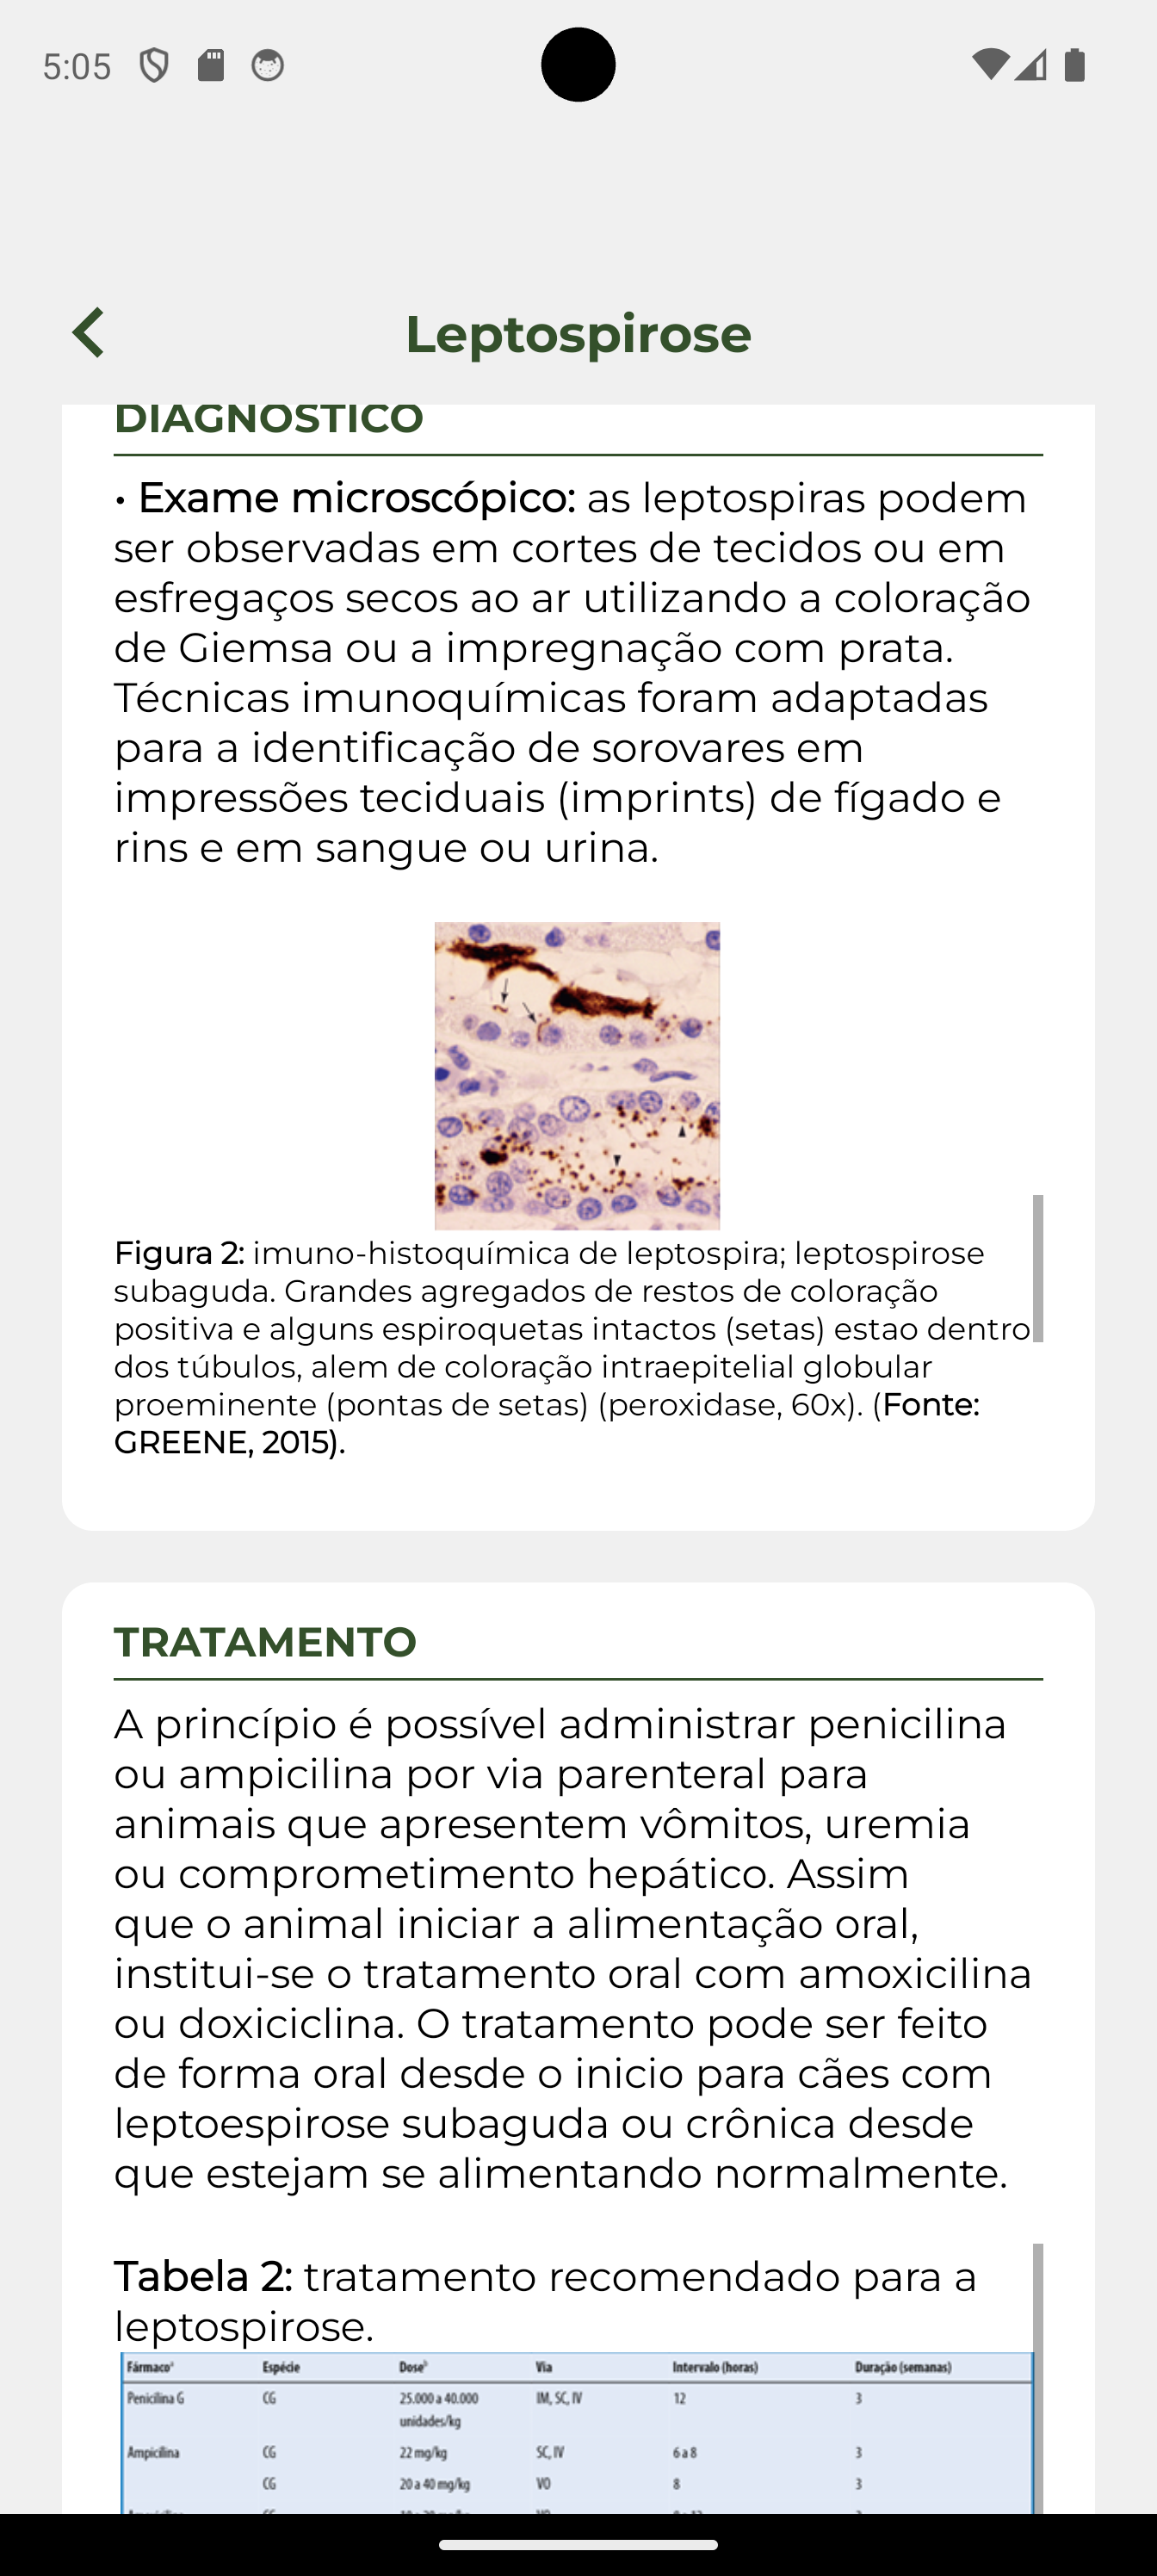 5:05
Leptospirose
DIAGNÓSTICO
• Exame microscópico: as leptospiras podem
ser observadas em cortes de tecidos ou em
esfregaços secos ao ar utilizando a coloração
de Giemsa ou a impregnação com prata.
Técnicas imunoquímicas foram adaptadas
para a identificação de sorovares em
impressões teciduais (imprints) de fígado e
rins e em sangue ou urina.
Figura 2: imuno-histoquímica de leptospira; leptospirose
subaguda. Grandes agregados de restos de coloração
positiva e alguns espiroquetas intactos (setas) estao dentro
dos túbulos, alem de coloração intraepitelial globular
proeminente (pontas de setas) (peroxidase, 60x). (Fonte:
GREENE, 2015).
TRATAMENTO
A princípio é possível administrar penicilina
ou ampicilina por via parenteral para
animais que apresentem vômitos, uremia
ou comprometimento hepático. Assim
que o animal iniciar a alimentação oral,
institui-se o tratamento oral com amoxicilina
ou doxiciclina. O tratamento pode ser feito
de forma oral desde o inicio para cães com
leptoespirose subaguda ou crônica desde
que estejam se alimentando normalmente.
Tabela 2: tratamento recomendado para a
leptospirose.
Fármacoᵃ Espécie Doseᵇ Via Intervalo (horas) Duração (semanas)
Penicilina G CG 25.000 a 40.000 IM, SC, IV 12 3
unidades/kg
Ampicilina CG 22 mg/kg SC, IV 6 a 8 3
CG 20 a 40 mg/kg VO 8 3